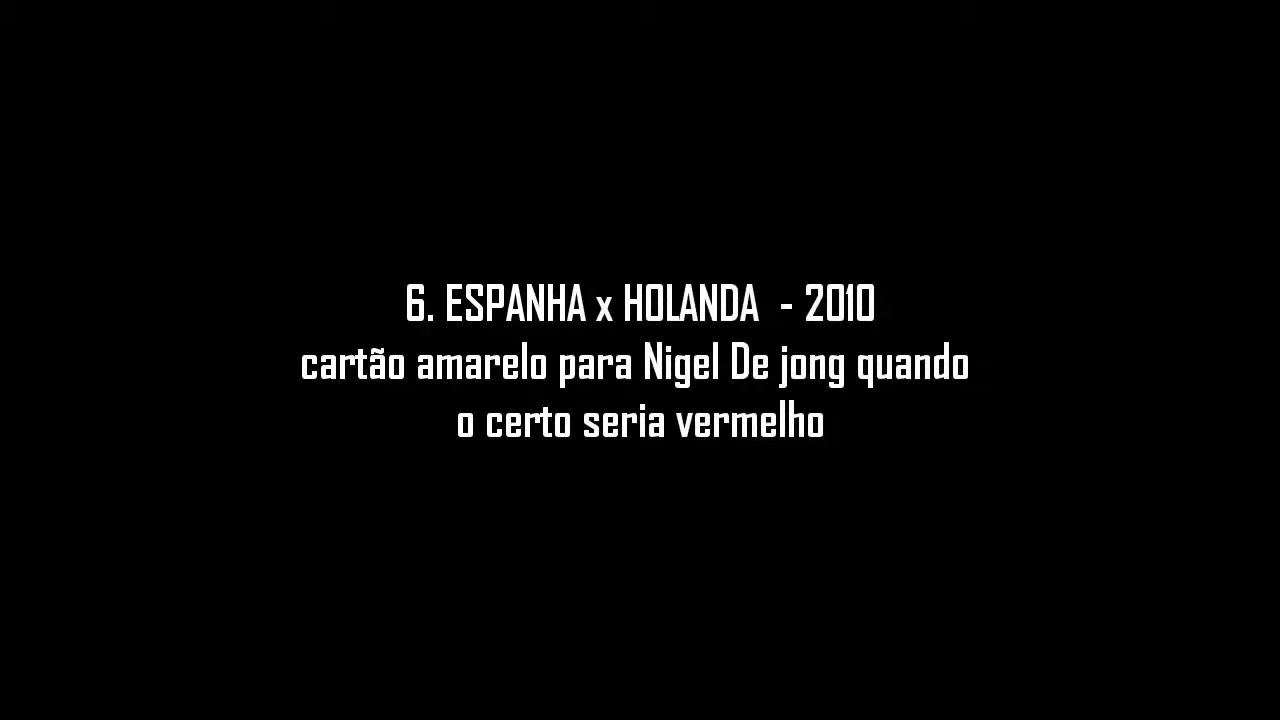 6. ESPANHA x HOLANDA - 2010
cartão amarelo para Nigel De jong quando
o certo seria vermelho